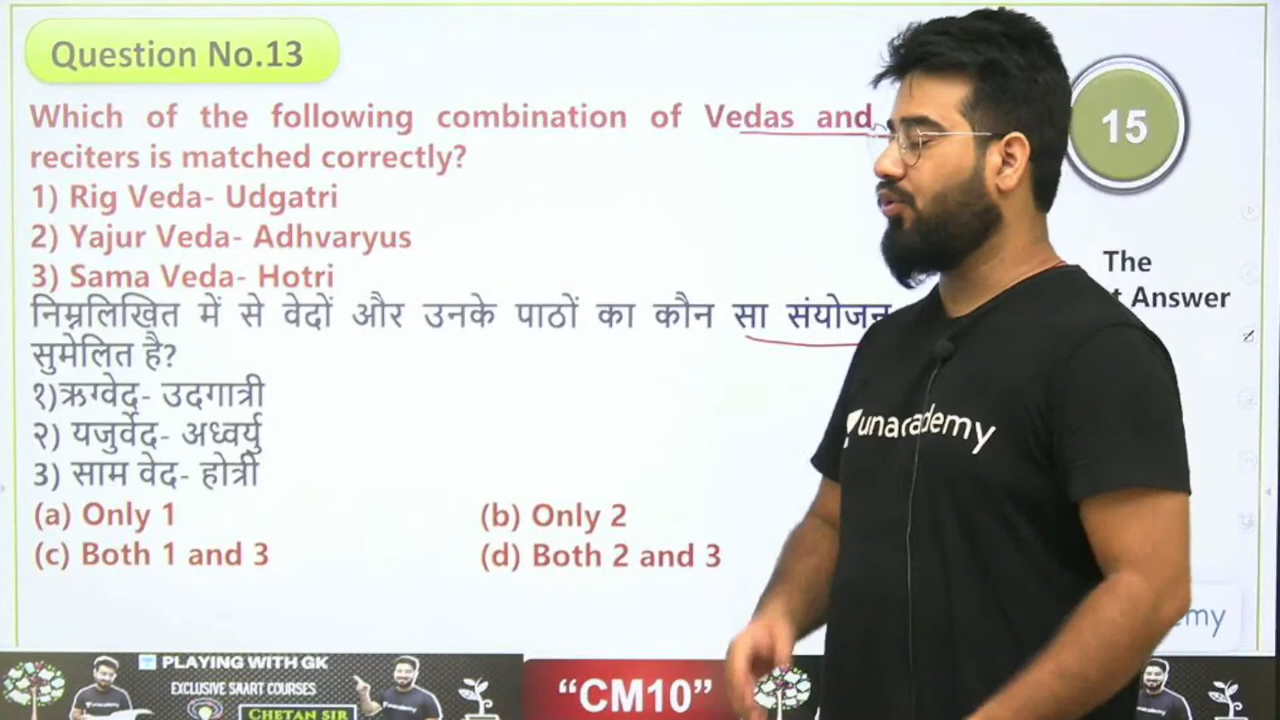 Question No.13
Which of the following combination of Vedas and
reciters is matched correctly?
1) Rig Veda- Udgatri
2) Yajur Veda- Adhvaryus
3) Sama Veda- Hotri
निम्नलिखित में से वेदों और उनके पाठों का कौन सा संयोजन
सुमेलित है?
१)ऋग्वेद- उदगात्री
२) यजुर्वेद- अध्वर्यु
3) साम वेद- होत्री
(a) Only 1
(b) Only 2
(c) Both 1 and 3
(d) Both 2 and 3
15
The
Answer
unacademy
PLAYING WITH GK
EXCLUSIVE SAART COURSES
CHETAN SIR
“CM10”